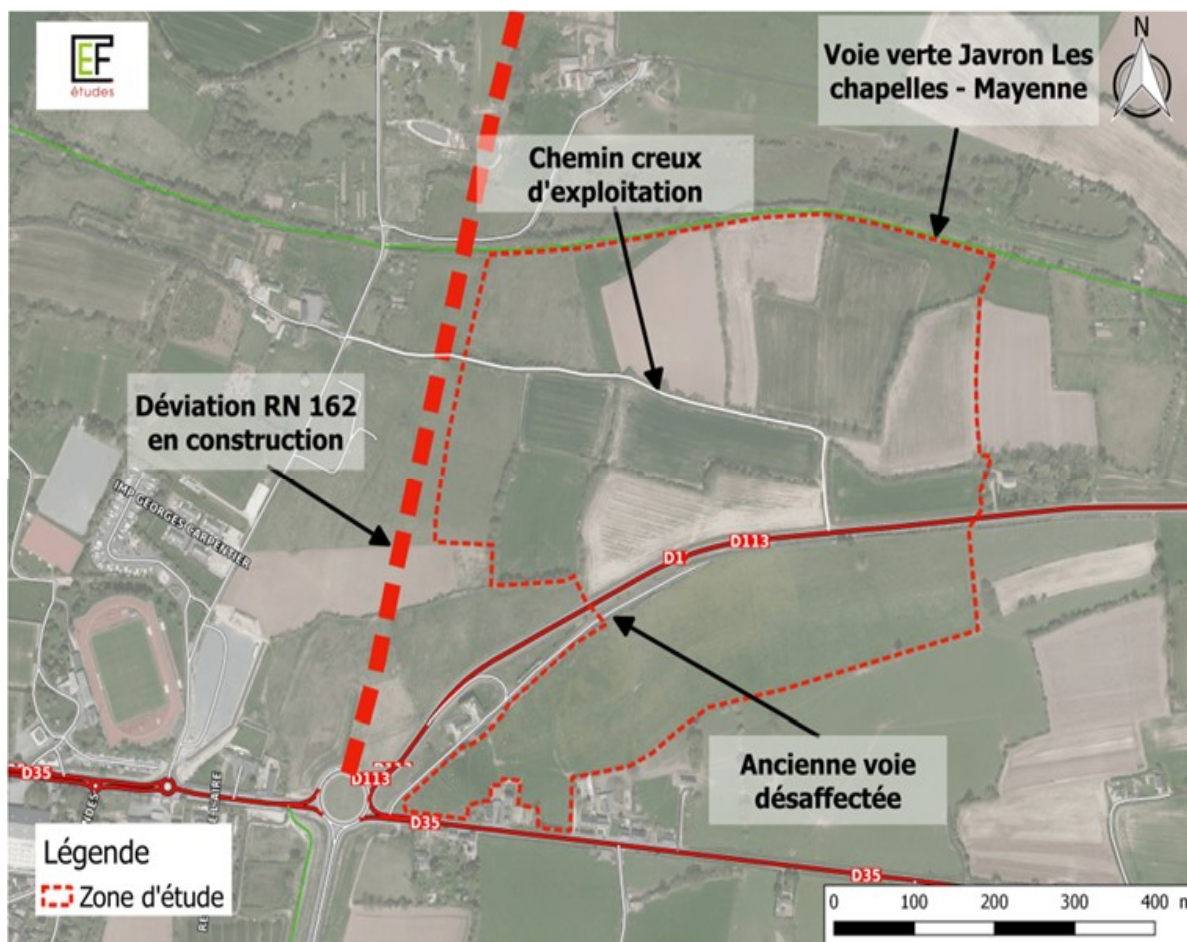 CEF
études
Voie verte Javron Les
chapelles - Mayenne
N
Chemin creux
d'exploitation
Déviation RN 162
en construction
IMP GEORGES CARPENTIER
D1
D113
Ancienne voie
désaffectée
D113
D35
D35
D35
Légende
Zone d'étude
0 100 200 300 400 m